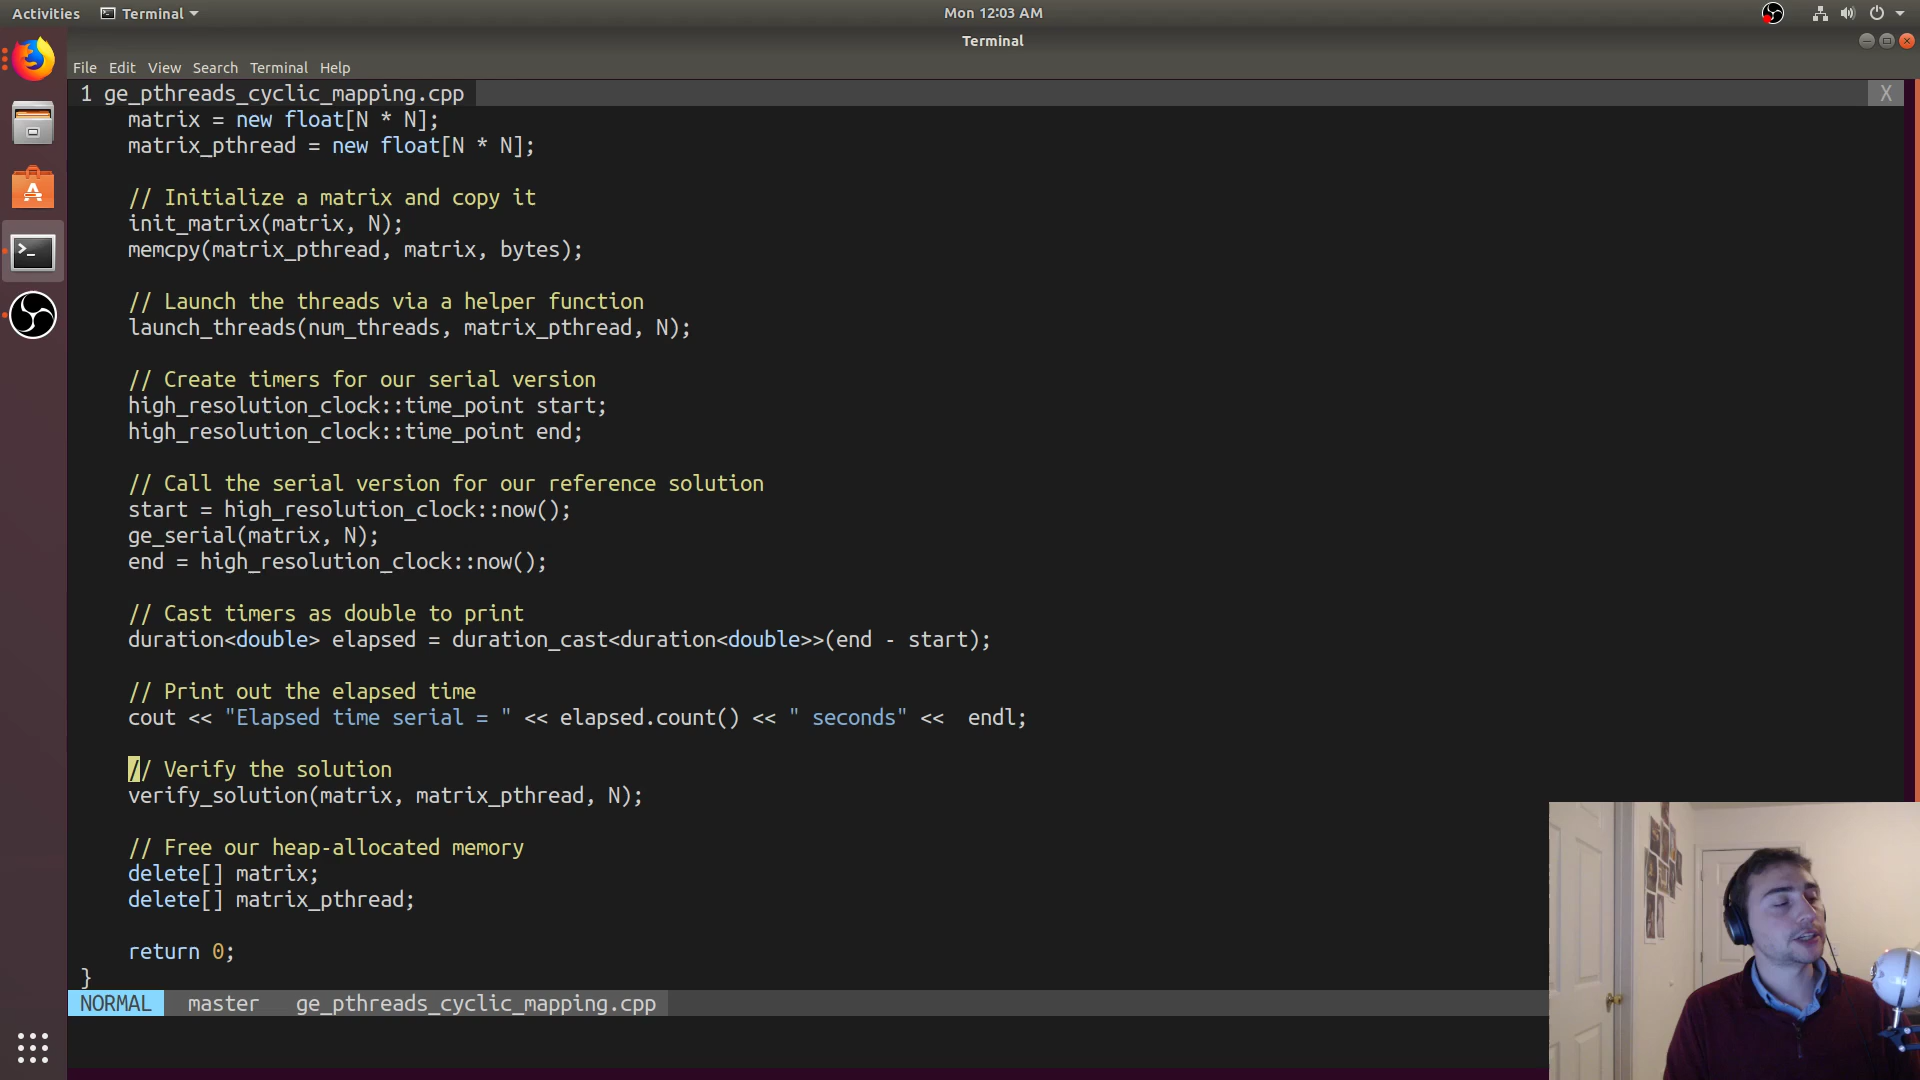 Activities
Terminal
Mon 12:03 AM
Terminal
File Edit View Search Terminal Help
1 ge_pthreads_cyclic_mapping.cpp X
matrix = new float[N * N];
matrix_pthread = new float[N * N];
// Initialize a matrix and copy it
init_matrix(matrix, N);
memcpy(matrix_pthread, matrix, bytes);
// Launch the threads via a helper function
launch_threads(num_threads, matrix_pthread, N);
// Create timers for our serial version
high_resolution_clock::time_point start;
high_resolution_clock::time_point end;
// Call the serial version for our reference solution
start = high_resolution_clock::now();
ge_serial(matrix, N);
end = high_resolution_clock::now();
// Cast timers as double to print
duration<double> elapsed = duration_cast<duration<double>>(end - start);
// Print out the elapsed time
cout << "Elapsed time serial = " << elapsed.count() << " seconds" <<  endl;
// Verify the solution
verify_solution(matrix, matrix_pthread, N);
// Free our heap-allocated memory
delete[] matrix;
delete[] matrix_pthread;
return 0;
}
NORMAL master ge_pthreads_cyclic_mapping.cpp